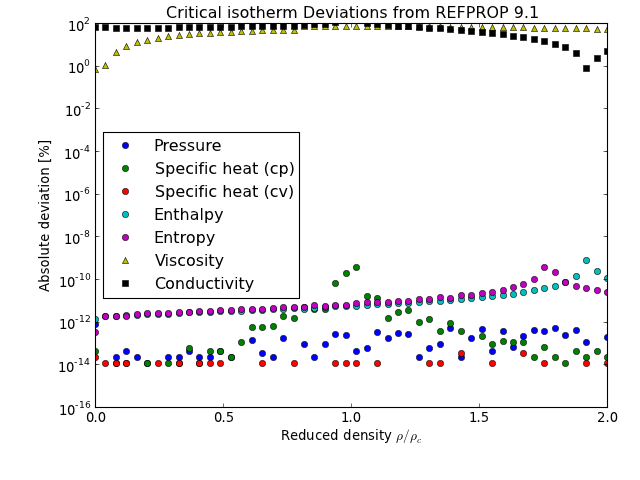 Critical isotherm Deviations from REFPROP 9.1
Absolute deviation [%]
10^2
10^0
10^-2
10^-4
10^-6
10^-8
10^-10
10^-12
10^-14
10^-16
Pressure
Specific heat (cp)
Specific heat (cv)
Enthalpy
Entropy
Viscosity
Conductivity
0.0 0.5 1.0 1.5 2.0
Reduced density ρ/ρ_c